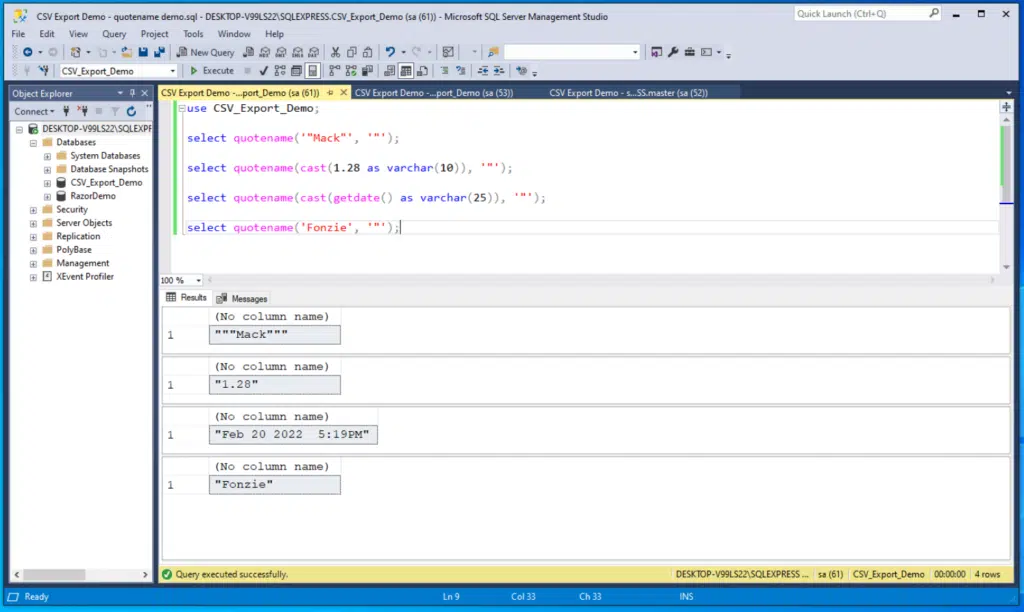 CSV Export Demo - quotename demo.sql - DESKTOP-V99LS22\SQLEXPRESS.CSV_Export_Demo (sa (61)) - Microsoft SQL Server Management Studio
Quick Launch (Ctrl+Q)
File Edit View Query Project Tools Window Help
New Query
CSV_Export_Demo
Execute
Object Explorer
CSV Export Demo -...port_Demo (sa (61))
CSV Export Demo -...port_Demo (sa (53))
CSV Export Demo - s...SS.master (sa (52))
Connect
DESKTOP-V99LS22\SQLEXPR
Databases
System Databases
Database Snapshots
CSV_Export_Demo
RazorDemo
Security
Server Objects
Replication
PolyBase
Management
XEvent Profiler
use CSV_Export_Demo;
select quotename('"Mack"', '"');
select quotename(cast(1.28 as varchar(10)), '"');
select quotename(cast(getdate() as varchar(25)), '"');
select quotename('Fonzie', '"');
100 %
Results Messages
(No column name)
1 """Mack"""
(No column name)
1 "1.28"
(No column name)
1 "Feb 20 2022  5:19PM"
(No column name)
1 "Fonzie"
Query executed successfully.
DESKTOP-V99LS22\SQLEXPRESS ... sa (61) CSV_Export_Demo 00:00:00 4 rows
Ready Ln 9 Col 33 Ch 33 INS